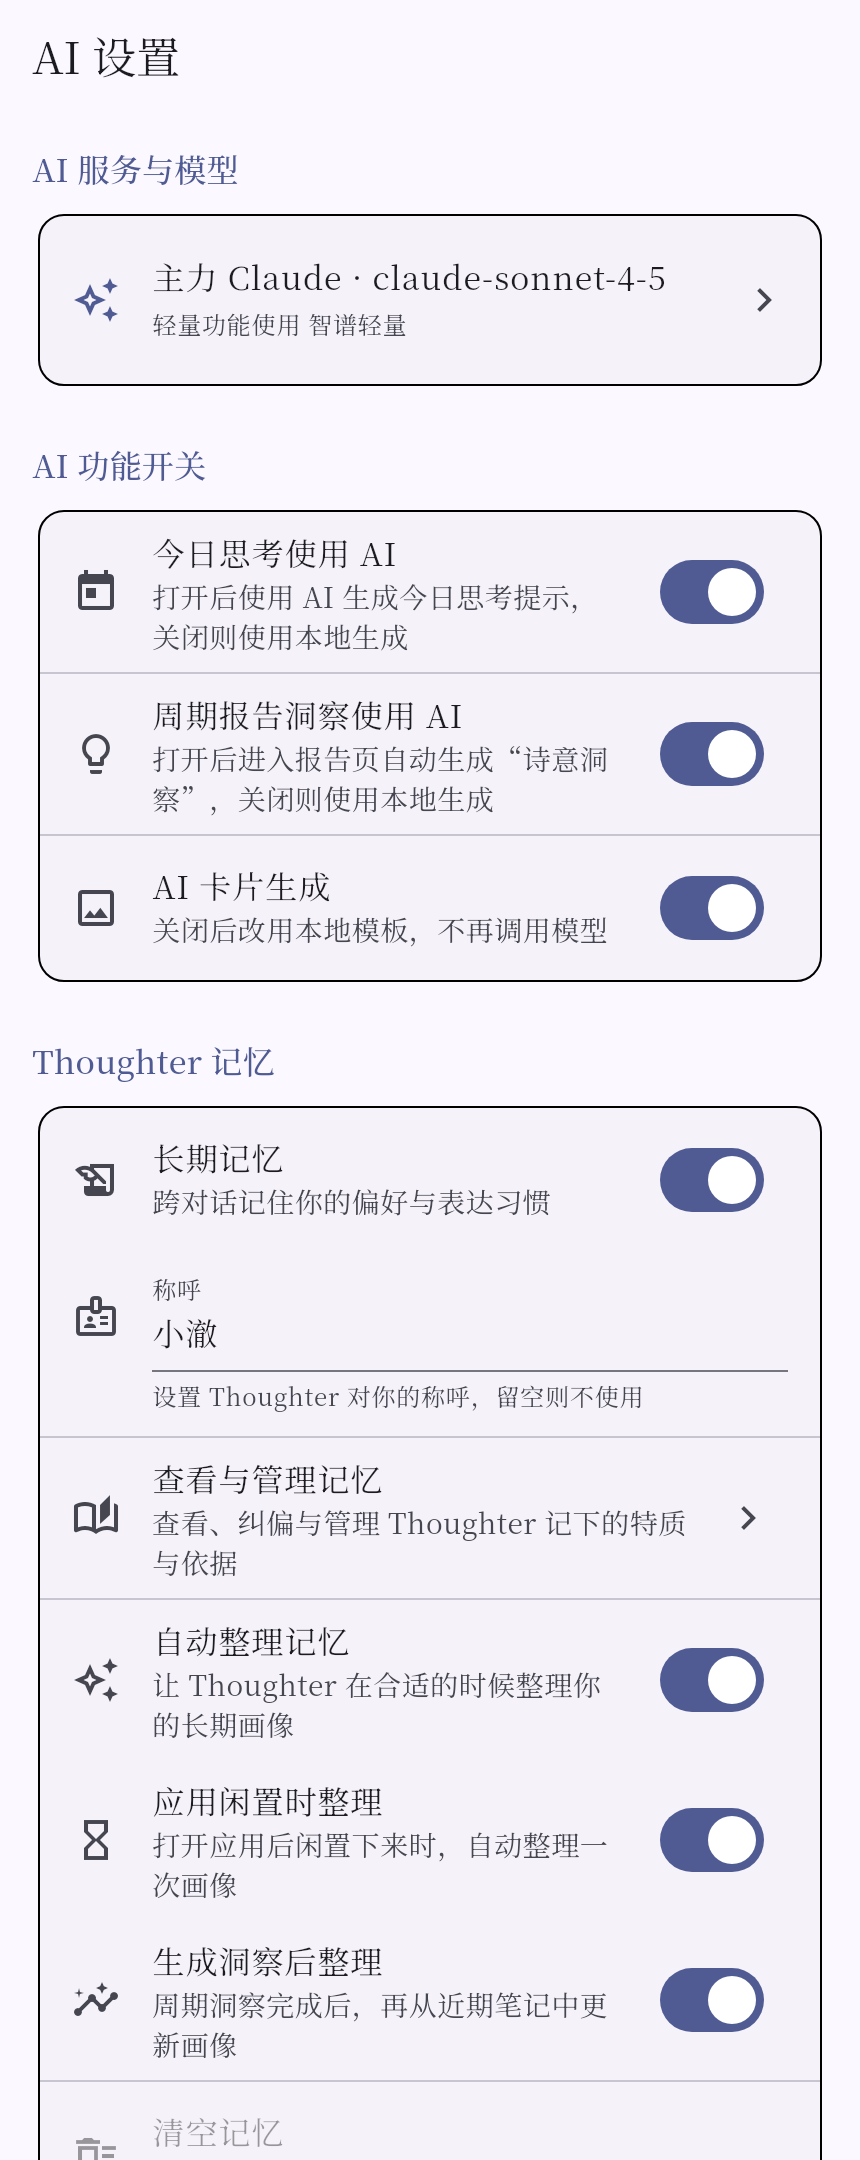 AI 设置
AI 服务与模型
主力 Claude · claude-sonnet-4-5
轻量功能使用 智谱轻量
AI 功能开关
今日思考使用 AI
打开后使用 AI 生成今日思考提示，
关闭则使用本地生成
周期报告洞察使用 AI
打开后进入报告页自动生成“诗意洞
察”，关闭则使用本地生成
AI 卡片生成
关闭后改用本地模板，不再调用模型
Thoughter 记忆
长期记忆
跨对话记住你的偏好与表达习惯
称呼
小澈
设置 Thoughter 对你的称呼，留空则不使用
查看与管理记忆
查看、纠偏与管理 Thoughter 记下的特质
与依据
自动整理记忆
让 Thoughter 在合适的时候整理你
的长期画像
应用闲置时整理
打开应用后闲置下来时，自动整理一
次画像
生成洞察后整理
周期洞察完成后，再从近期笔记中更
新画像
清空记忆